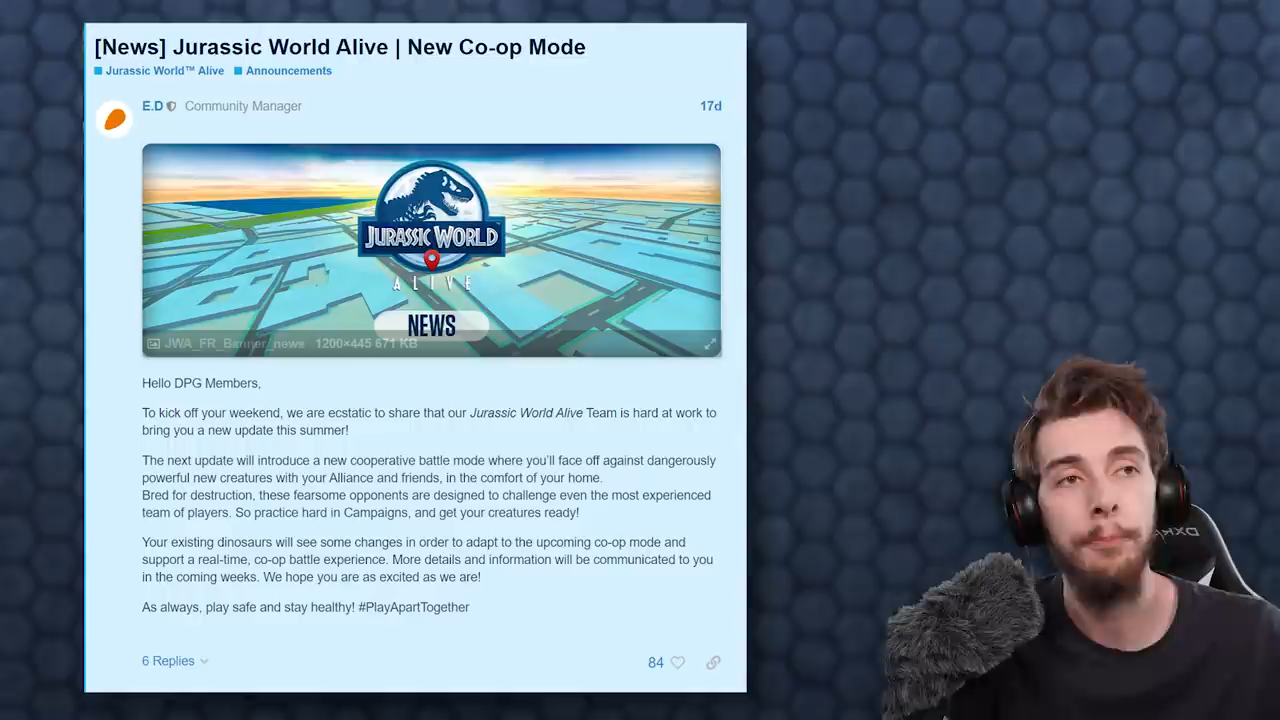 [News] Jurassic World Alive | New Co-op Mode
Jurassic World™ Alive Announcements
E.D Community Manager 17d
JURASSIC WORLD
ALIVE
NEWS
JWA_FR_Banner_news 1200×445 671 KB
Hello DPG Members,
To kick off your weekend, we are ecstatic to share that our Jurassic World Alive Team is hard at work to
bring you a new update this summer!
The next update will introduce a new cooperative battle mode where you'll face off against dangerously
powerful new creatures with your Alliance and friends, in the comfort of your home.
Bred for destruction, these fearsome opponents are designed to challenge even the most experienced
team of players. So practice hard in Campaigns, and get your creatures ready!
Your existing dinosaurs will see some changes in order to adapt to the upcoming co-op mode and
support a real-time, co-op battle experience. More details and information will be communicated to you
in the coming weeks. We hope you are as excited as we are!
As always, play safe and stay healthy! #PlayApartTogether
6 Replies 84